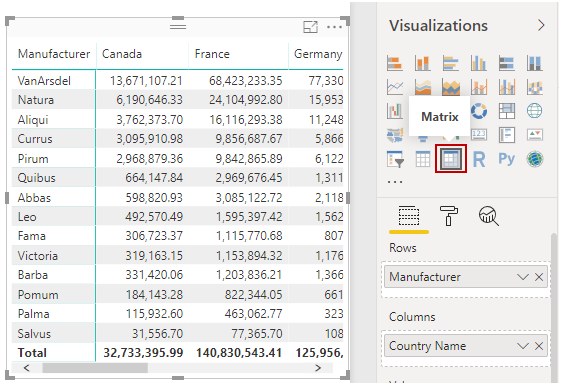 Visualizations
Manufacturer Canada France Germany
VanArsdel 13,671,107.21 68,423,233.35 77,330
Natura 6,190,646.33 24,104,992.80 15,953
Aliqui 3,762,373.70 16,116,293.38 11,248
Currus 3,095,910.98 9,856,687.67 5,866
Pirum 2,968,879.36 9,842,865.89 6,122
Quibus 664,147.84 2,969,676.45 1,311
Abbas 598,820.93 3,085,122.72 2,118
Leo 492,570.49 1,595,397.42 1,562
Fama 306,723.37 1,115,770.68 807
Victoria 319,163.15 1,153,894.32 1,176
Barba 331,420.06 1,203,836.21 1,366
Pomum 184,143.28 822,344.05 661
Palma 115,932.60 463,062.77 323
Salvus 31,556.70 77,365.70 108
Total 32,733,395.99 140,830,543.41 125,956,
Matrix
123
R Py
Rows
Manufacturer
Columns
Country Name